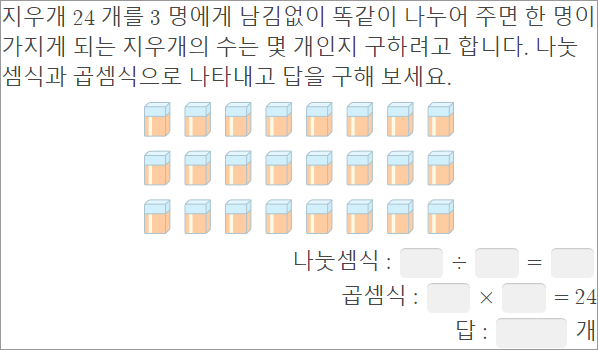 지우개 24 개를 3 명에게 남김없이 똑같이 나누어 주면 한 명이
가지게 되는 지우개의 수는 몇 개인지 구하려고 합니다. 나눗
셈식과 곱셈식으로 나타내고 답을 구해 보세요.
나눗셈식 : ÷ =
곱셈식 : × = 24
답 : 개